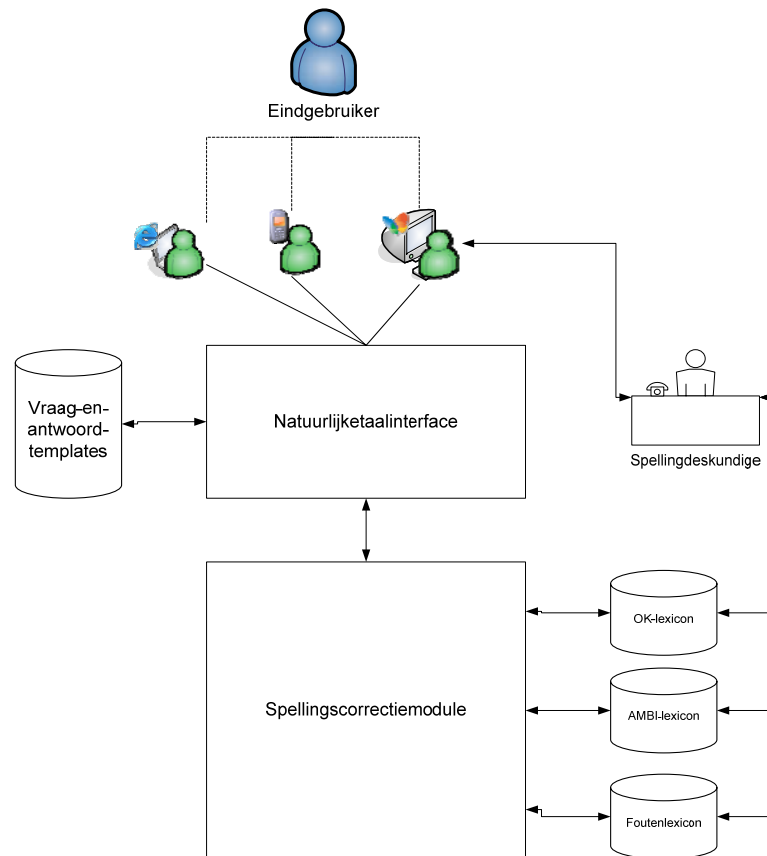 Eindgebruiker
Vraag-en-
antwoord-
templates
Natuurlijketaalinterface
Spellingdeskundige
Spellingscorrectiemodule
OK-lexicon
AMBI-lexicon
Foutenlexicon